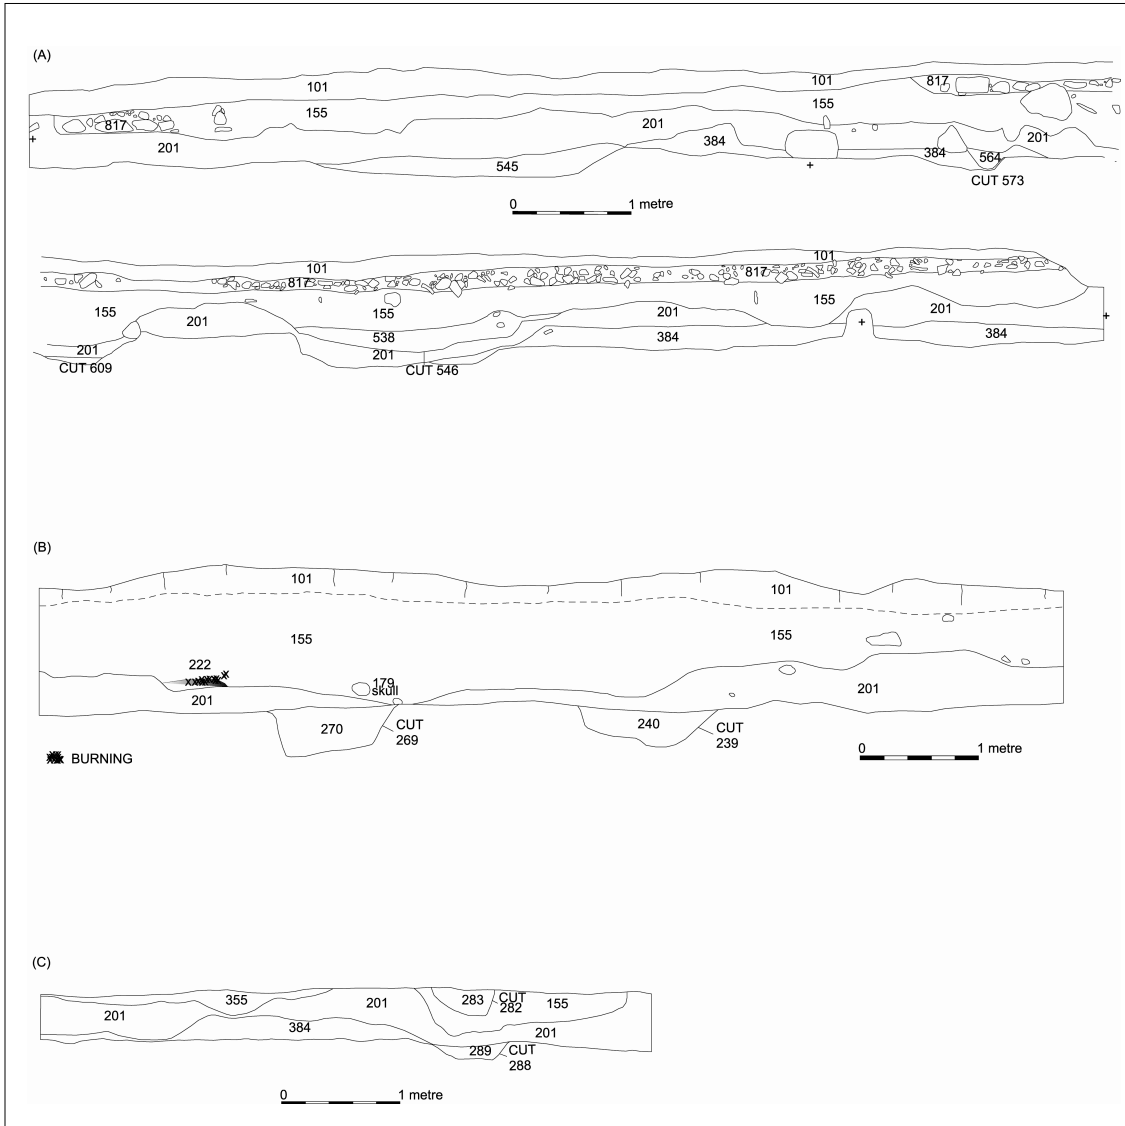 (A)
101 101 817
155 155
817 201 201
201 384 384 564
545
CUT 573
0 1 metre
101 101
817 817
155 155 155
201 201 201
538 384 384
201 201
CUT 609 CUT 546
(B)
101 101
155 155
222
179
skull
201 201
270 CUT 240 CUT
269 239
BURNING
0 1 metre
(C)
355 201 283 CUT 155
282
201 384 201
289 CUT
288
0 1 metre